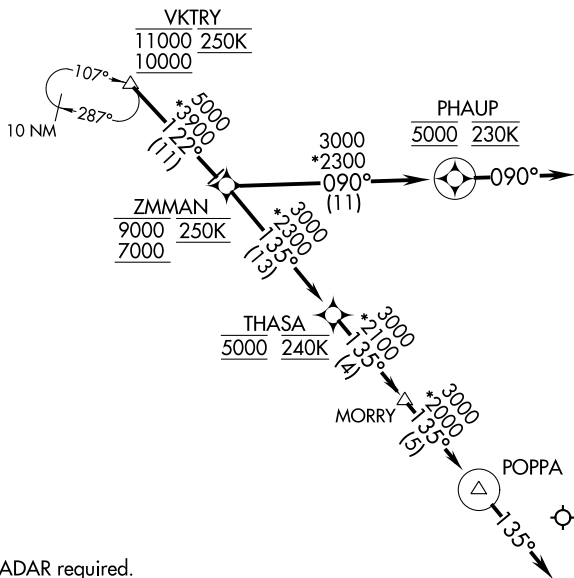 VKTRY
11000 250K
10000
107°
287°
10 NM
5000
*3900
122°
(11)
PHAUP
5000 230K
3000
*2300
090°
(11)
090°
ZMMAN
9000 250K
7000
3000
*2300
135°
(13)
THASA
5000 240K
3000
*2100
135°
(4)
MORRY
3000
*2000
135°
(5)
POPPA
135°
ADAR required.